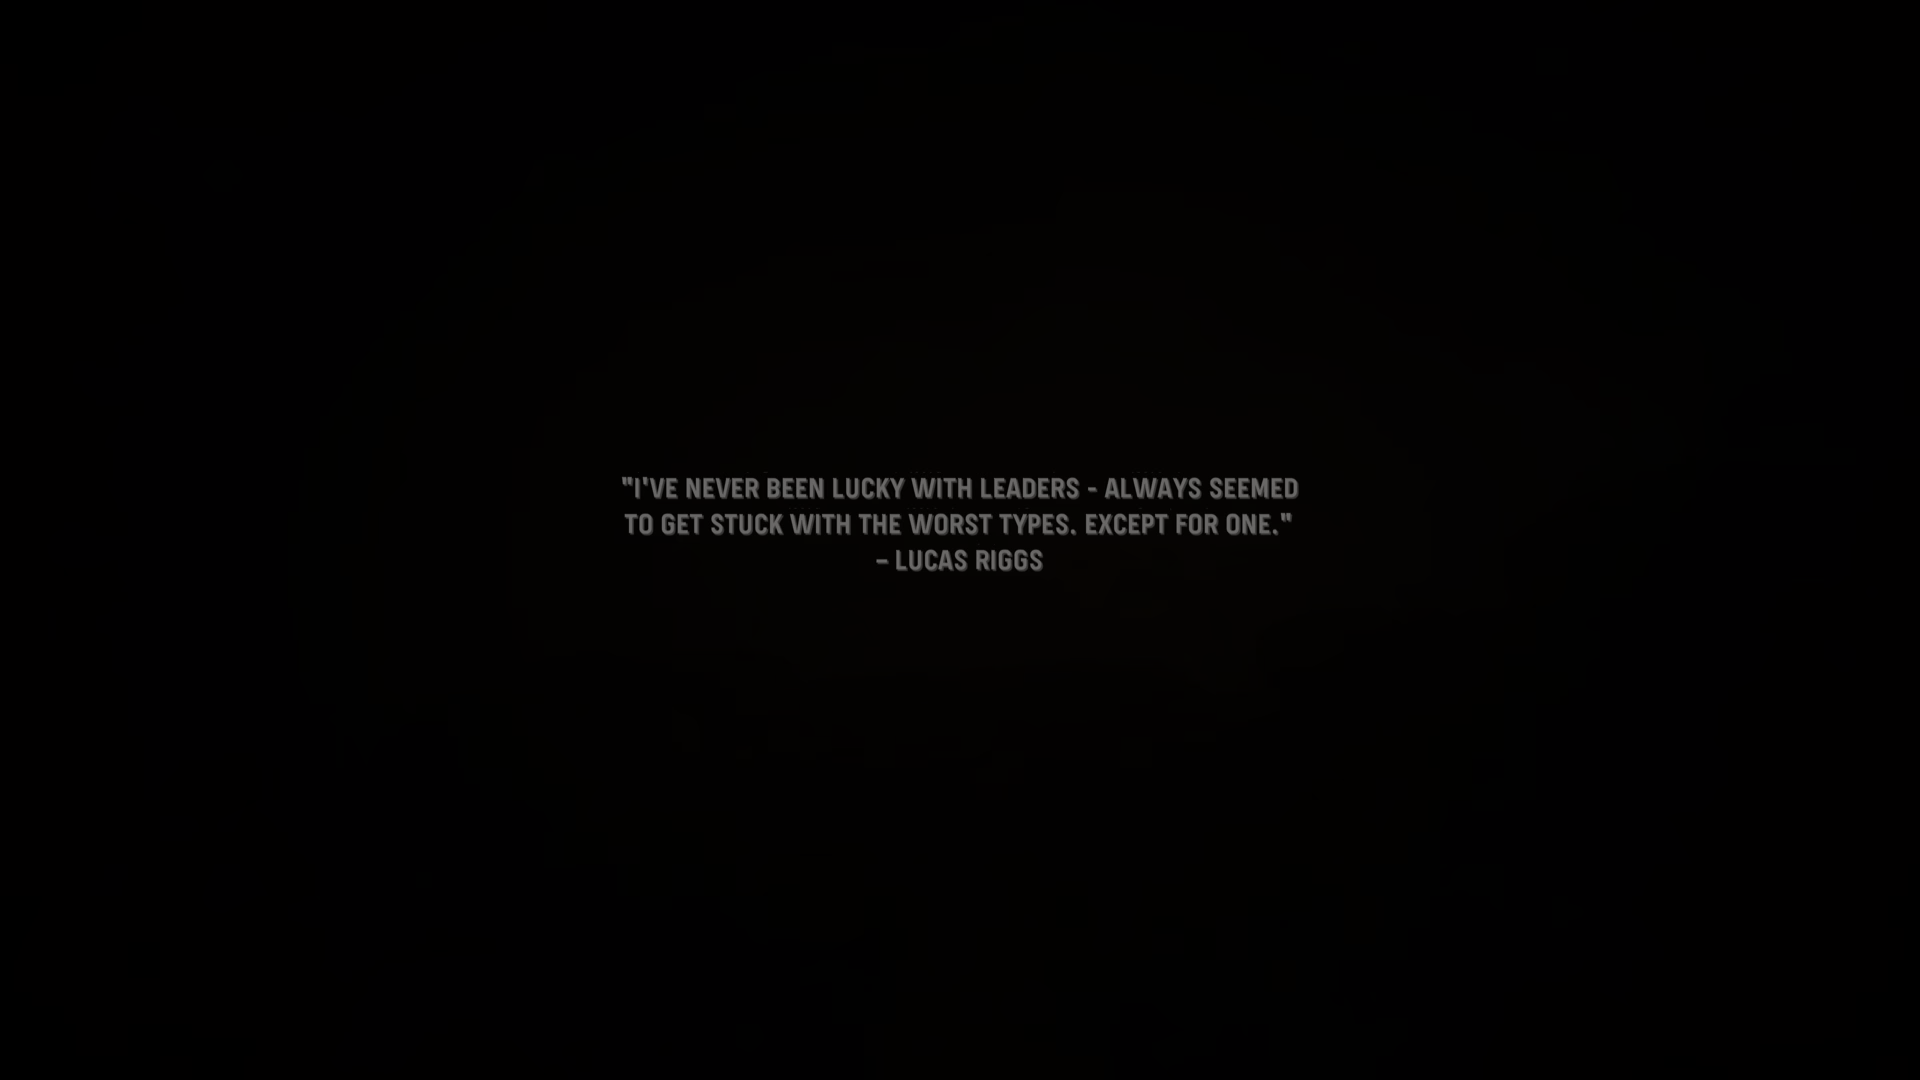 "I'VE NEVER BEEN LUCKY WITH LEADERS - ALWAYS SEEMED
TO GET STUCK WITH THE WORST TYPES. EXCEPT FOR ONE."
– LUCAS RIGGS